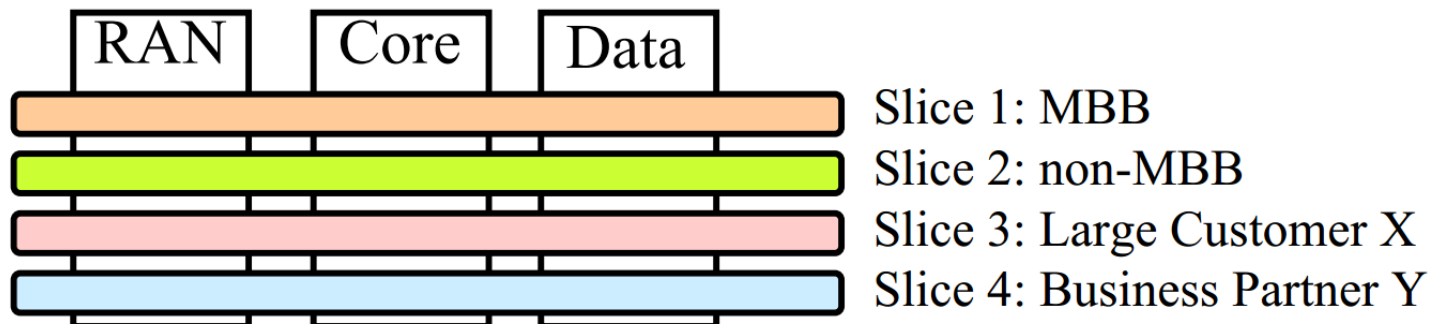 RAN Core Data
Slice 1: MBB
Slice 2: non-MBB
Slice 3: Large Customer X
Slice 4: Business Partner Y